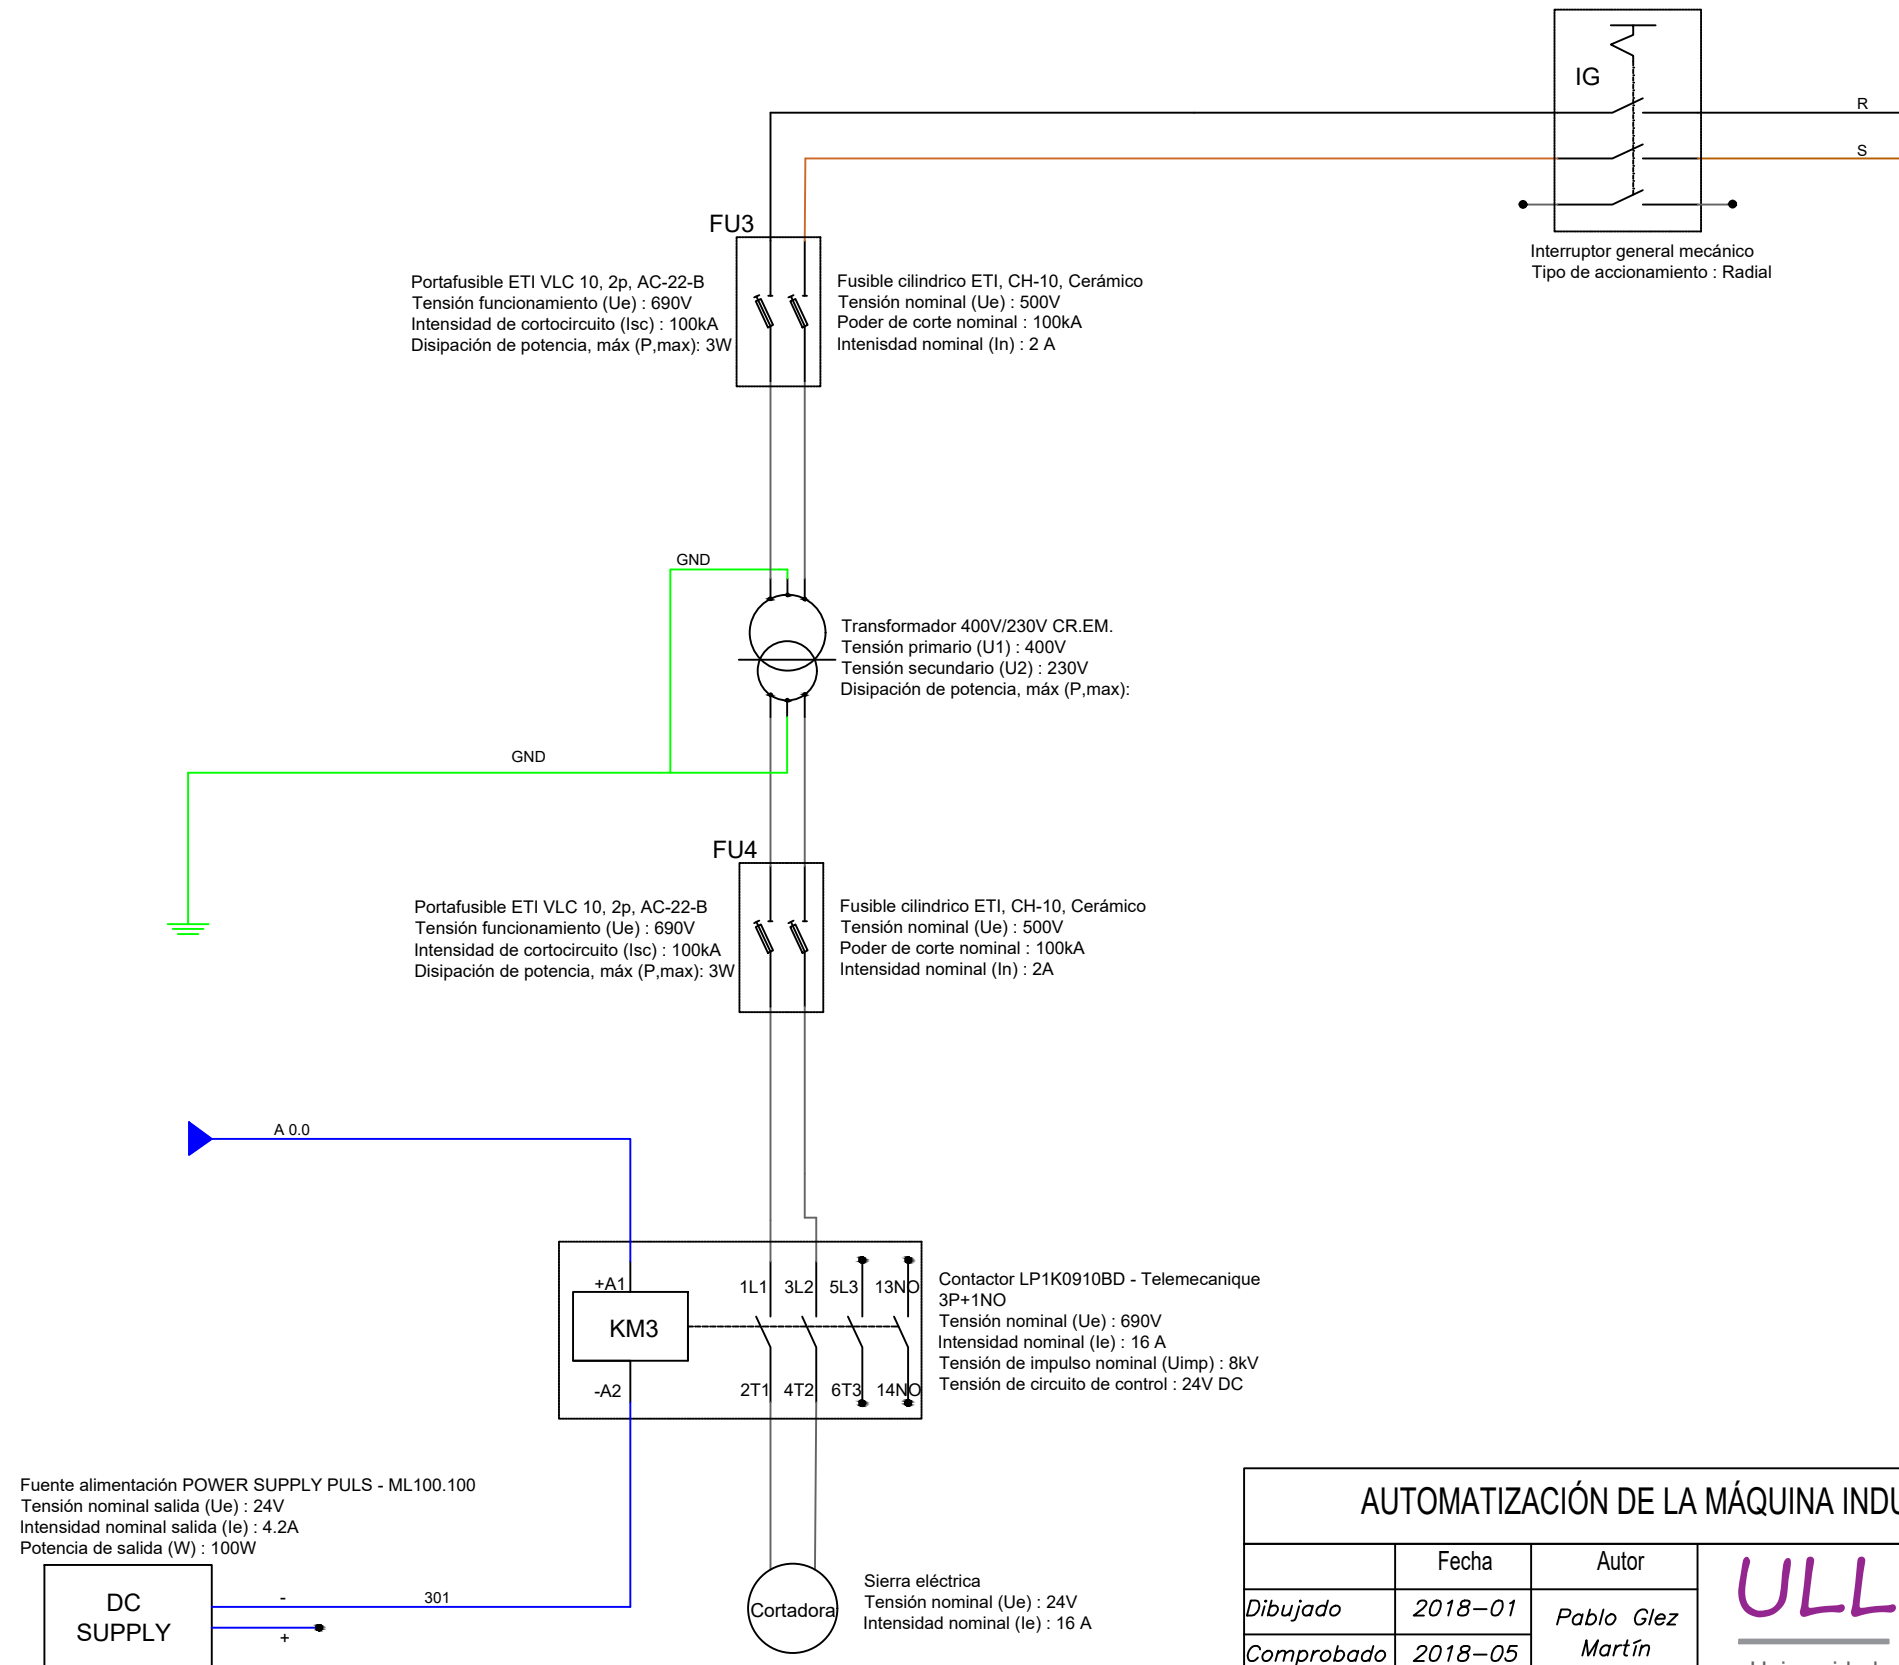 IG
R
S
Interruptor general mecánico
Tipo de accionamiento : Radial
FU3
Portafusible ETI VLC 10, 2p, AC-22-B
Tensión funcionamiento (Ue) : 690V
Intensidad de cortocircuito (Isc) : 100kA
Disipación de potencia, máx (P,max): 3W
Fusible cilindrico ETI, CH-10, Cerámico
Tensión nominal (Ue) : 500V
Poder de corte nominal : 100kA
Intenisdad nominal (In) : 2 A
GND
Transformador 400V/230V CR.EM.
Tensión primario (U1) : 400V
Tensión secundario (U2) : 230V
Disipación de potencia, máx (P,max):
GND
FU4
Portafusible ETI VLC 10, 2p, AC-22-B
Tensión funcionamiento (Ue) : 690V
Intensidad de cortocircuito (Isc) : 100kA
Disipación de potencia, máx (P,max): 3W
Fusible cilindrico ETI, CH-10, Cerámico
Tensión nominal (Ue) : 500V
Poder de corte nominal : 100kA
Intensidad nominal (In) : 2A
A 0.0
+A1
KM3
-A2
1L1 3L2 5L3 13NO
2T1 4T2 6T3 14NO
Contactor LP1K0910BD - Telemecanique
3P+1NO
Tensión nominal (Ue) : 690V
Intensidad nominal (Ie) : 16 A
Tensión de impulso nominal (Uimp) : 8kV
Tensión de circuito de control : 24V DC
Fuente alimentación POWER SUPPLY PULS - ML100.100
Tensión nominal salida (Ue) : 24V
Intensidad nominal salida (Ie) : 4.2A
Potencia de salida (W) : 100W
DC
SUPPLY
-
+
301
Cortadora
Sierra eléctrica
Tensión nominal (Ue) : 24V
Intensidad nominal (Ie) : 16 A
AUTOMATIZACIÓN DE LA MÁQUINA INDU
Fecha Autor
Dibujado 2018-01 Pablo Glez
Martín
Comprobado 2018-05
ULL